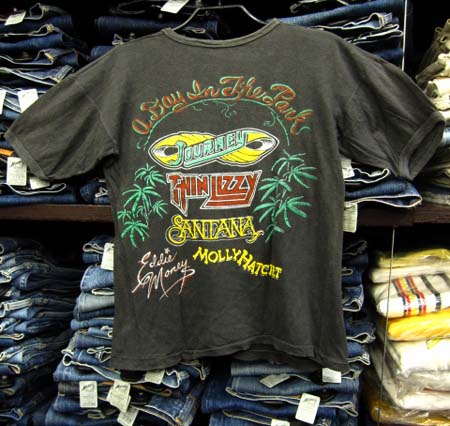 A Day In The Park
JOURNEY
THIN LIZZY
SANTANA
Eddie Money
MOLLY HATCHET